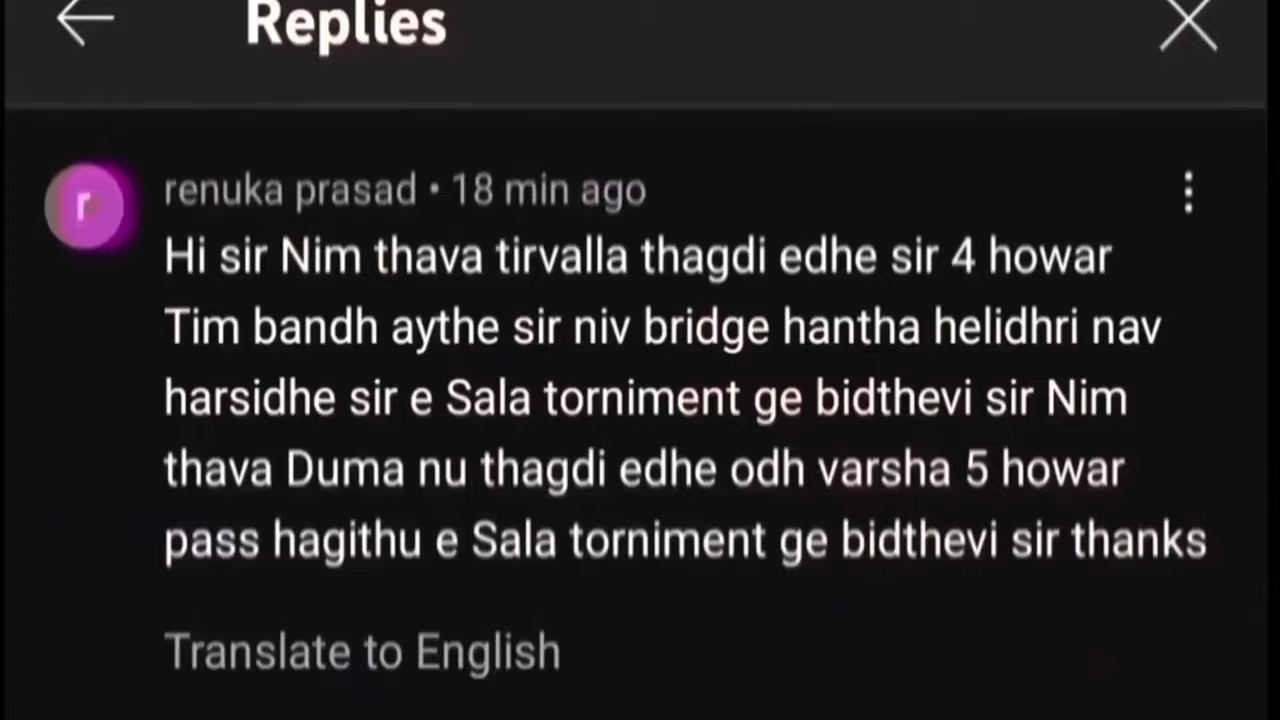 Replies
renuka prasad • 18 min ago
Hi sir Nim thava tirvalla thagdi edhe sir 4 howar
Tim bandh aythe sir niv bridge hantha helidhri nav
harsidhe sir e Sala torniment ge bidthevi sir Nim
thava Duma nu thagdi edhe odh varsha 5 howar
pass hagithu e Sala torniment ge bidthevi sir thanks
Translate to English